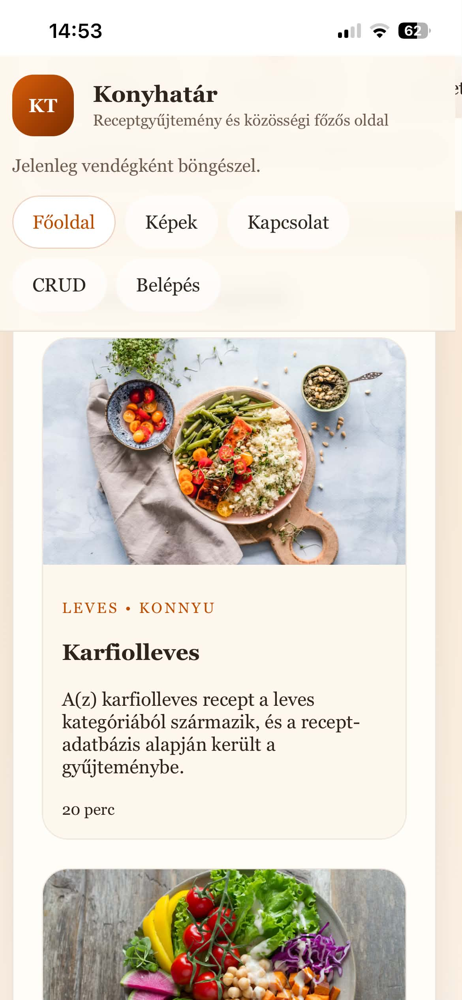 14:53
62
KT
Konyhatár
Receptgyűjtemény és közösségi főzős oldal
Jelenleg vendégként böngészel.
Főoldal
Képek
Kapcsolat
CRUD
Belépés
LEVES • KONNYU
Karfiolleves
A(z) karfiolleves recept a leves
kategóriából származik, és a recept-
adatbázis alapján került a
gyűjteménybe.
20 perc